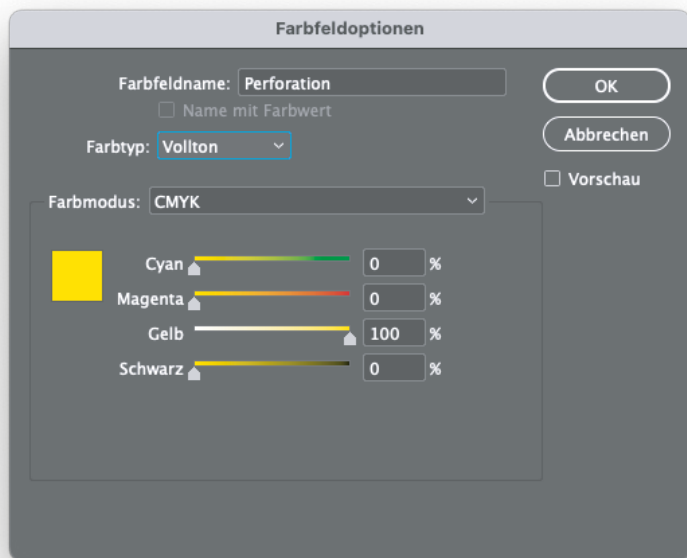 Farbfeldoptionen
Farbfeldname: Perforation
OK
Name mit Farbwert
Abbrechen
Farbtyp: Vollton
Vorschau
Farbmodus: CMYK
Cyan 0 %
Magenta 0 %
Gelb 100 %
Schwarz 0 %